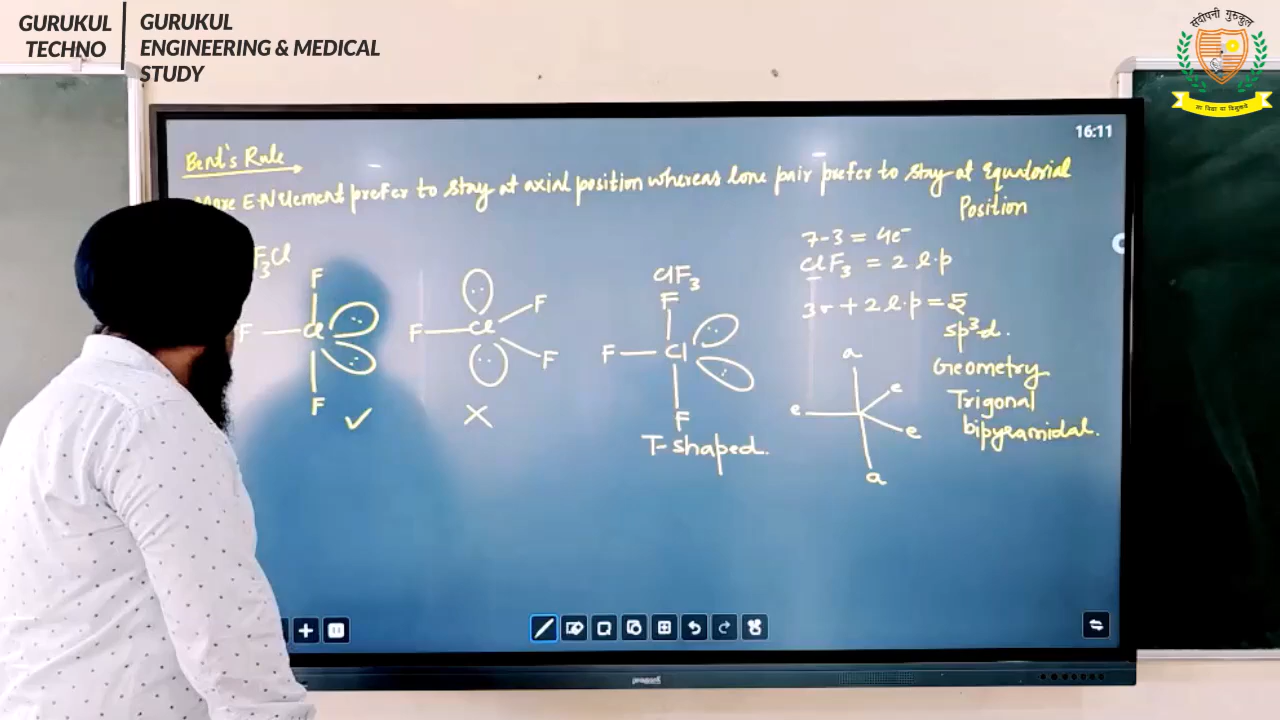 GURUKUL
TECHNO
GURUKUL
ENGINEERING & MEDICAL
STUDY
संदीपनी गुरुकुल
16:11
Bent's Rule
More E·N element prefer to stay at axial position whereas lone pair prefer to stay at Equatorial
Position
F3Cl
F
F Cl
F
✓
F Cl F
F
X
ClF3
F
F Cl
F
T-shaped.
7-3 = 4e-
ClF3 = 2 l·p
3σ + 2 l·p = 5
sp3d.
Geometry
Trigonal
bipyramidal.
a
e e
e
a